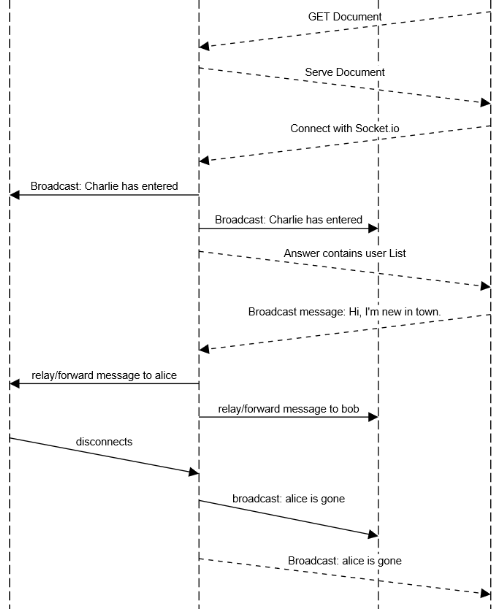 GET Document
Serve Document
Connect with Socket.io
Broadcast: Charlie has entered
Broadcast: Charlie has entered
Answer contains user List
Broadcast message: Hi, I'm new in town.
relay/forward message to alice
relay/forward message to bob
disconnects
broadcast: alice is gone
Broadcast: alice is gone